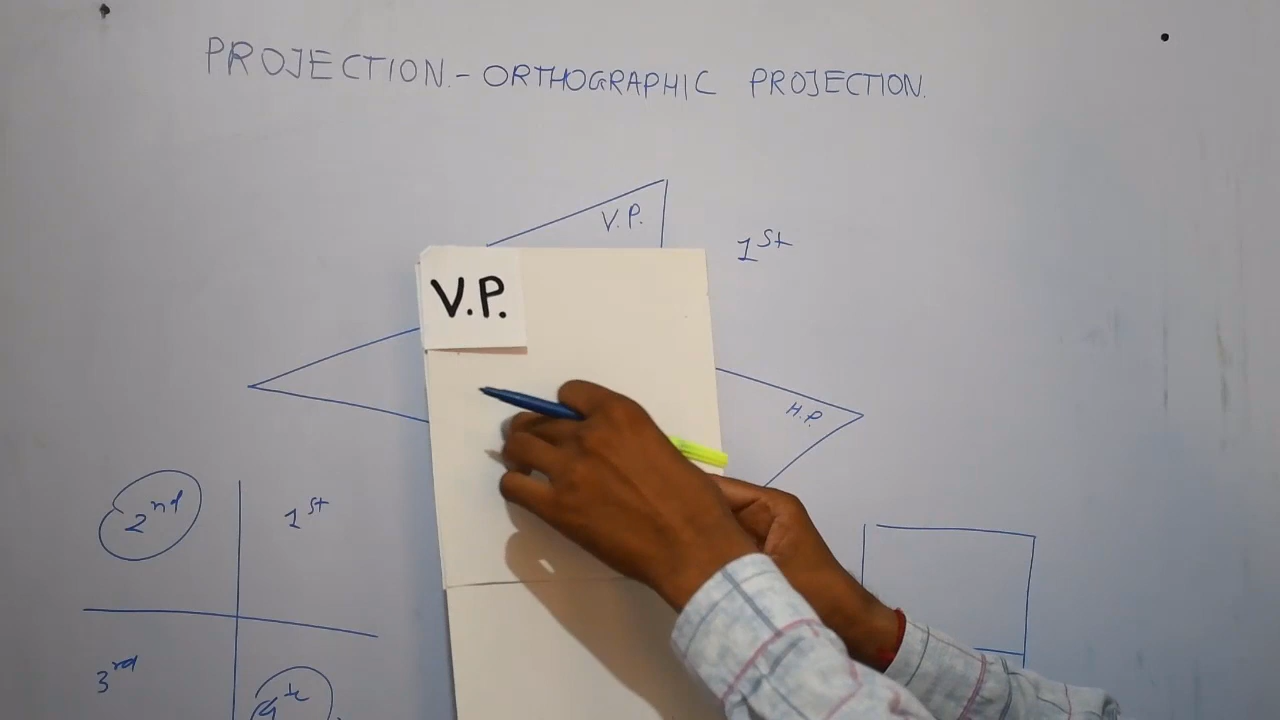 PROJECTION.- ORTHOGRAPHIC PROJECTION.
V.P.
1st
V.P.
H.P.
2nd
1st
3rd
4th